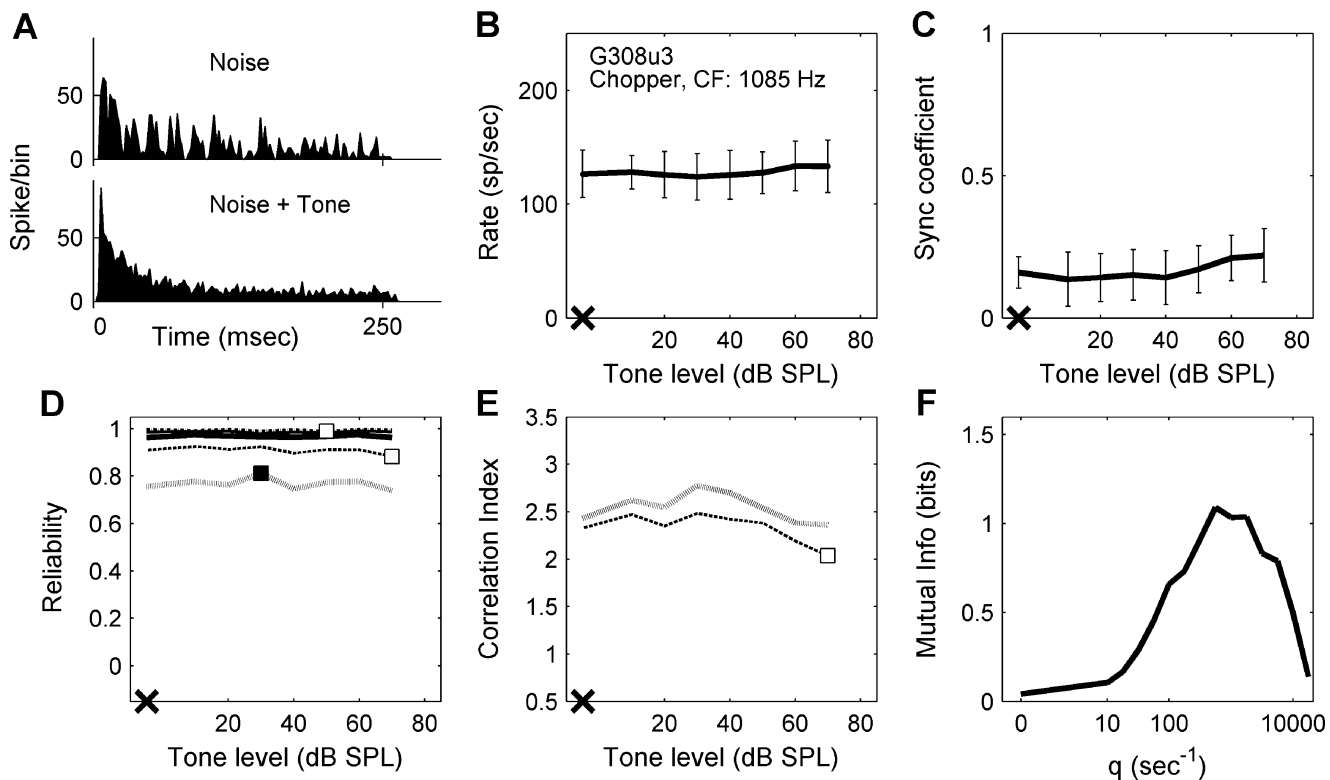 A
Noise
50
0
Noise + Tone
50
0
Spike/bin
0
250
Time (msec)
B
G308u3
Chopper, CF: 1085 Hz
200
100
0
Rate (sp/sec)
20
40
60
80
Tone level (dB SPL)
C
1
0.5
0
Sync coefficient
20
40
60
80
Tone level (dB SPL)
D
1
0.8
0.6
0.4
0.2
0
Reliability
20
40
60
80
Tone level (dB SPL)
E
3.5
3
2.5
2
1.5
1
0.5
Correlation Index
20
40
60
80
Tone level (dB SPL)
F
1.5
1
0.5
0
Mutual Info (bits)
0
10
100
10000
q (sec⁻¹)